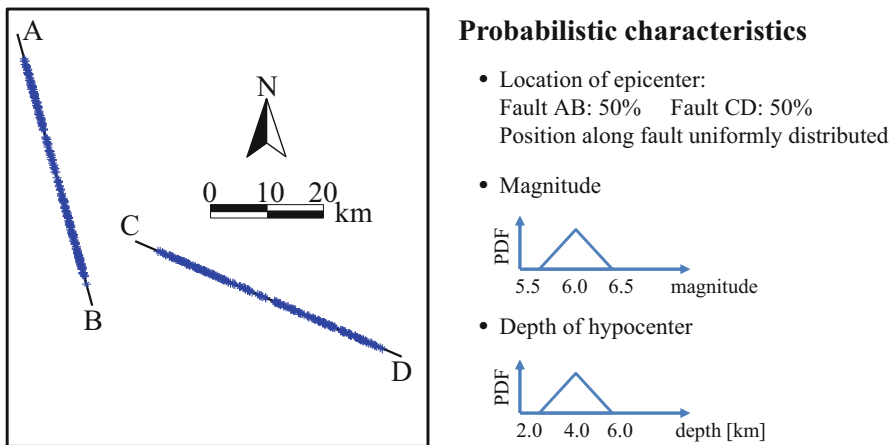 A
N
0 10 20
km
C
B
D
Probabilistic characteristics
• Location of epicenter:
Fault AB: 50% Fault CD: 50%
Position along fault uniformly distributed
• Magnitude
PDF
5.5 6.0 6.5 magnitude
• Depth of hypocenter
PDF
2.0 4.0 6.0 depth [km]